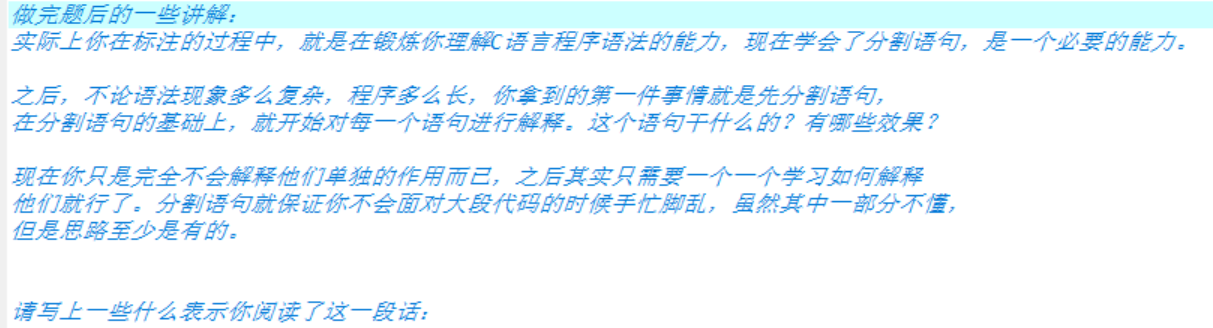 做完题后的一些讲解：
实际上你在标注的过程中，就是在锻炼你理解C语言程序语法的能力，现在学会了分割语句，是一个必要的能力。
之后，不论语法现象多么复杂，程序多么长，你拿到的第一件事情就是先分割语句，
在分割语句的基础上，就开始对每一个语句进行解释。这个语句干什么的？有哪些效果？
现在你只是完全不会解释他们单独的作用而已，之后其实只需要一个一个学习如何解释
他们就行了。分割语句就保证你不会面对大段代码的时候手忙脚乱，虽然其中一部分不懂，
但是思路至少是有的。
请写上一些什么表示你阅读了这一段话：